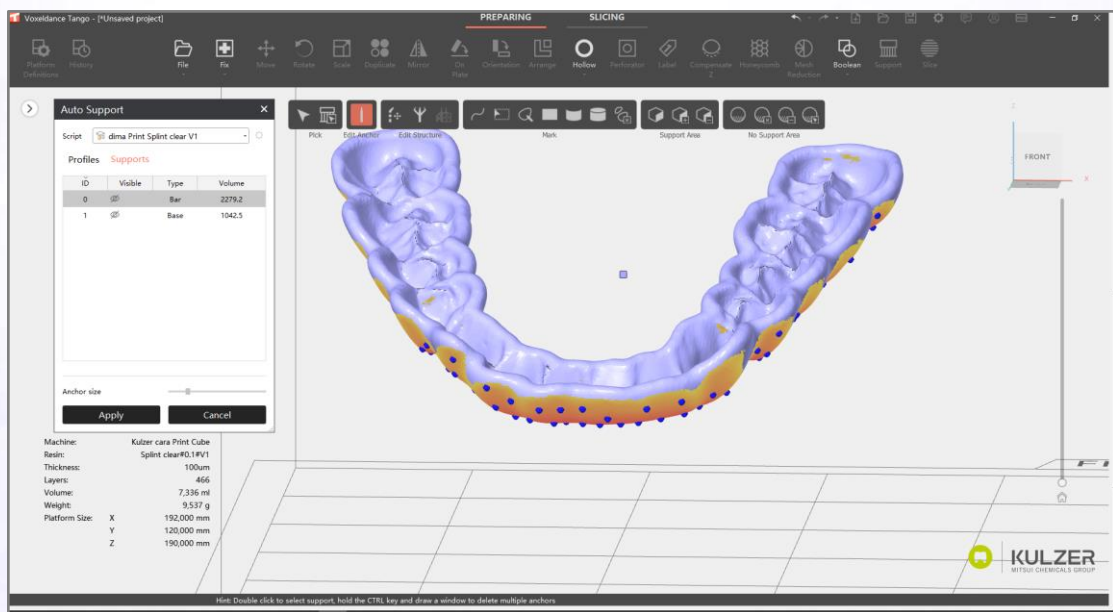 Voxeldance Tango - [*Unsaved project]
PREPARING SLICING
Platform Definitions History File Fix Move Rotate Scale Duplicate Mirror On Plate Orientation Arrange Hollow Perforator Label Compensate Z Honeycomb Mesh Reduction Boolean Support Slice
Auto Support
Script dima Print Splint clear V1
Profiles Supports
ID Visible Type Volume
0 Bar 2279.2
1 Base 1042.5
Anchor size
Apply Cancel
Pick Edit Anchor Edit Structure Mark Support Area No Support Area
Z
FRONT
X
Machine: Kulzer cara Print Cube
Resin: Splint clear#0.1#V1
Thickness: 100um
Layers: 466
Volume: 7,336 ml
Weight: 9,537 g
Platform Size: X 192,000 mm
Y 120,000 mm
Z 190,000 mm
KULZER
MITSUI CHEMICALS GROUP
Hint: Double click to select support, hold the CTRL key and draw a window to delete multiple anchors